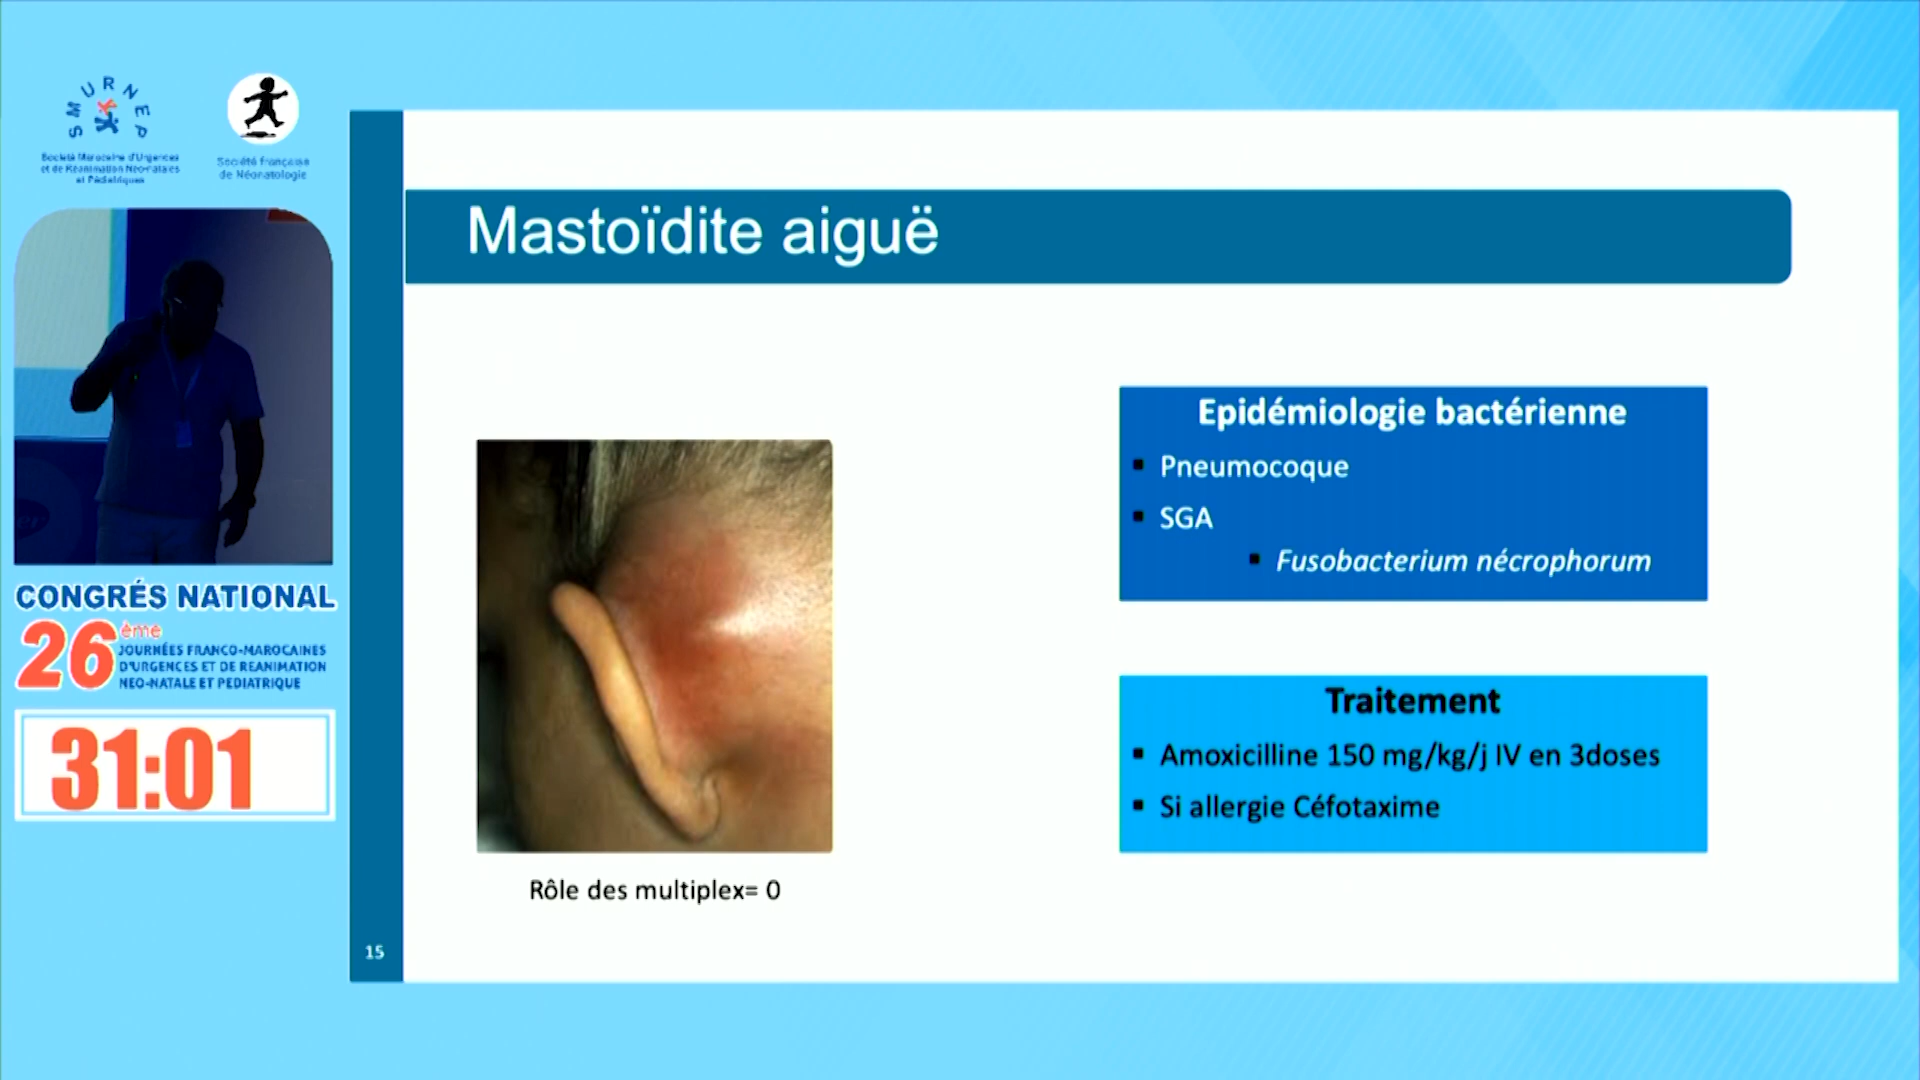 SMURNEP
Société Marocaine d'Urgences
et de Réanimation Néo-natales
et Pédiatriques
Société française
de Néonatologie
Mastoïdite aiguë
Epidémiologie bactérienne
Pneumocoque
SGA
Fusobacterium nécrophorum
Traitement
Amoxicilline 150 mg/kg/j IV en 3doses
Si allergie Céfotaxime
Rôle des multiplex= 0
15
CONGRÉS NATIONAL
26ème
JOURNÉES FRANCO-MAROCAINES
D'URGENCES ET DE REANIMATION
NEO-NATALE ET PEDIATRIQUE
31:01